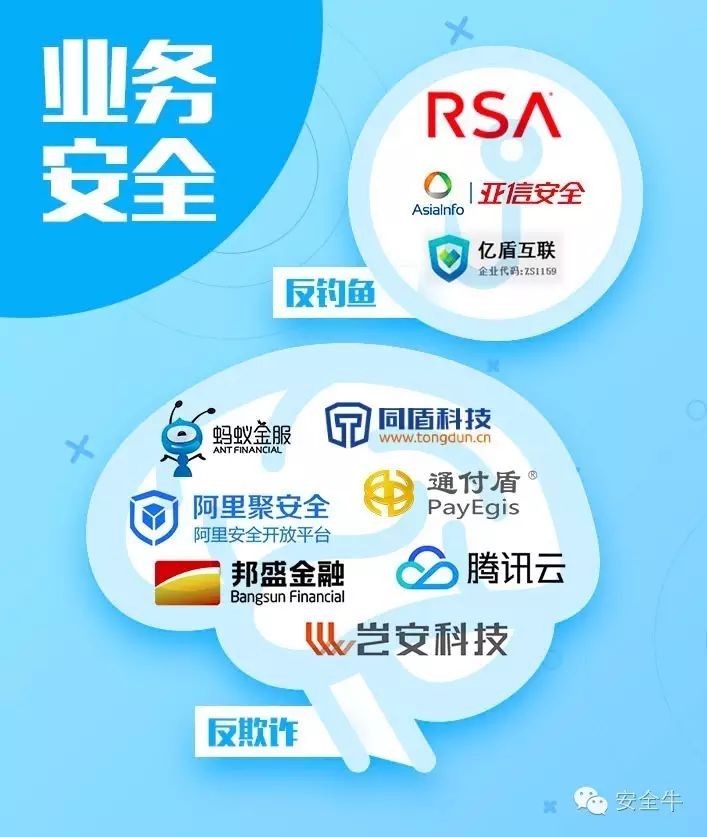 业务
安全
RSA
AsiaInfo
亚信安全
亿盾互联
企业代码:ZS1159
反钓鱼
蚂蚁金服
ANT FINANCIAL
同盾科技
www.tongdun.cn
阿里聚安全
阿里安全开放平台
通付盾®
PayEgis
邦盛金融
Bangsun Financial
腾讯云
岂安科技
反欺诈
安全牛